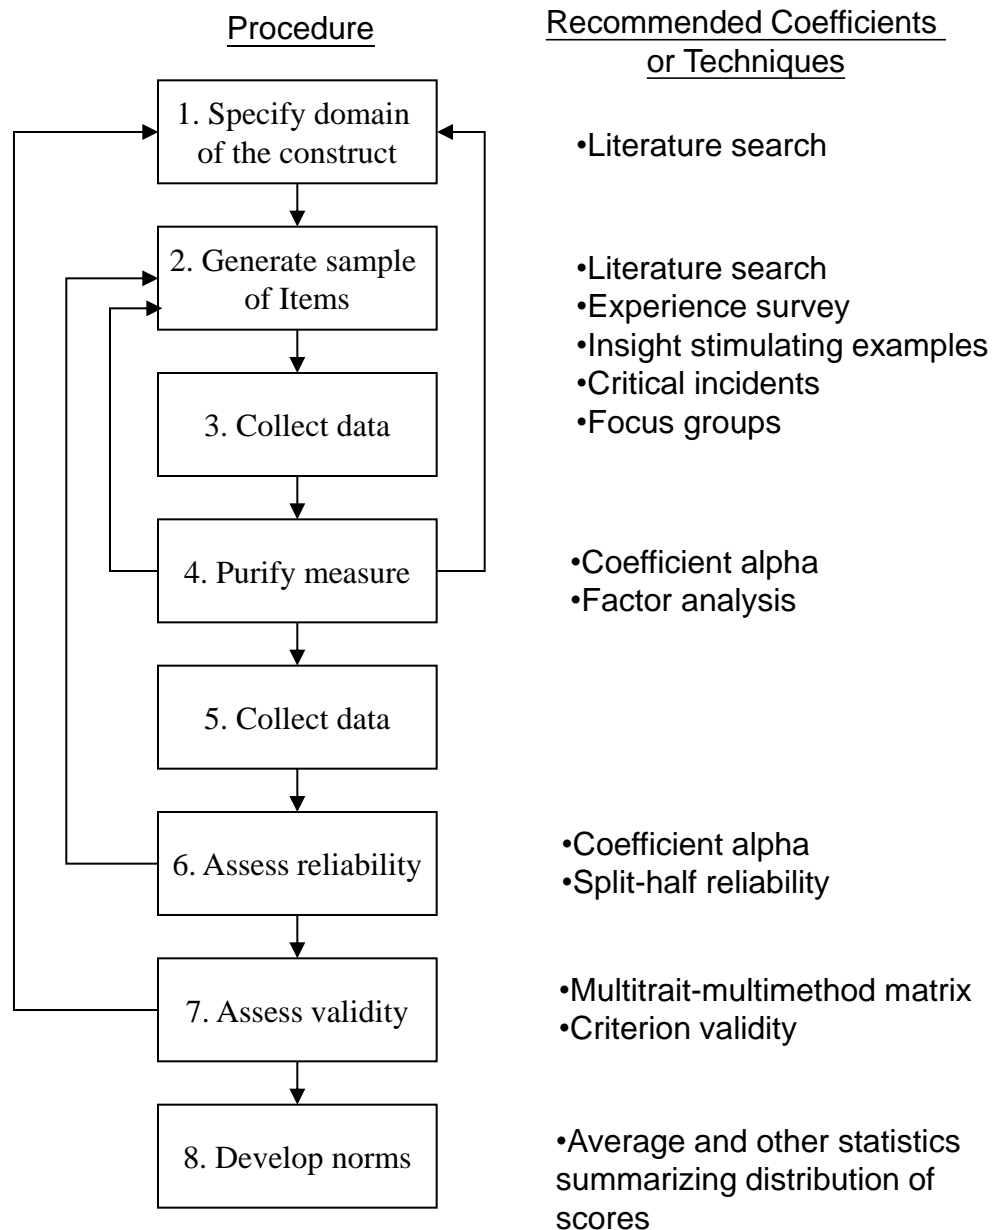 Procedure
Recommended Coefficients
or Techniques
1. Specify domain
of the construct
•Literature search
2. Generate sample
of Items
•Literature search
•Experience survey
•Insight stimulating examples
•Critical incidents
•Focus groups
3. Collect data
4. Purify measure
•Coefficient alpha
•Factor analysis
5. Collect data
6. Assess reliability
•Coefficient alpha
•Split-half reliability
7. Assess validity
•Multitrait-multimethod matrix
•Criterion validity
8. Develop norms
•Average and other statistics
summarizing distribution of
scores